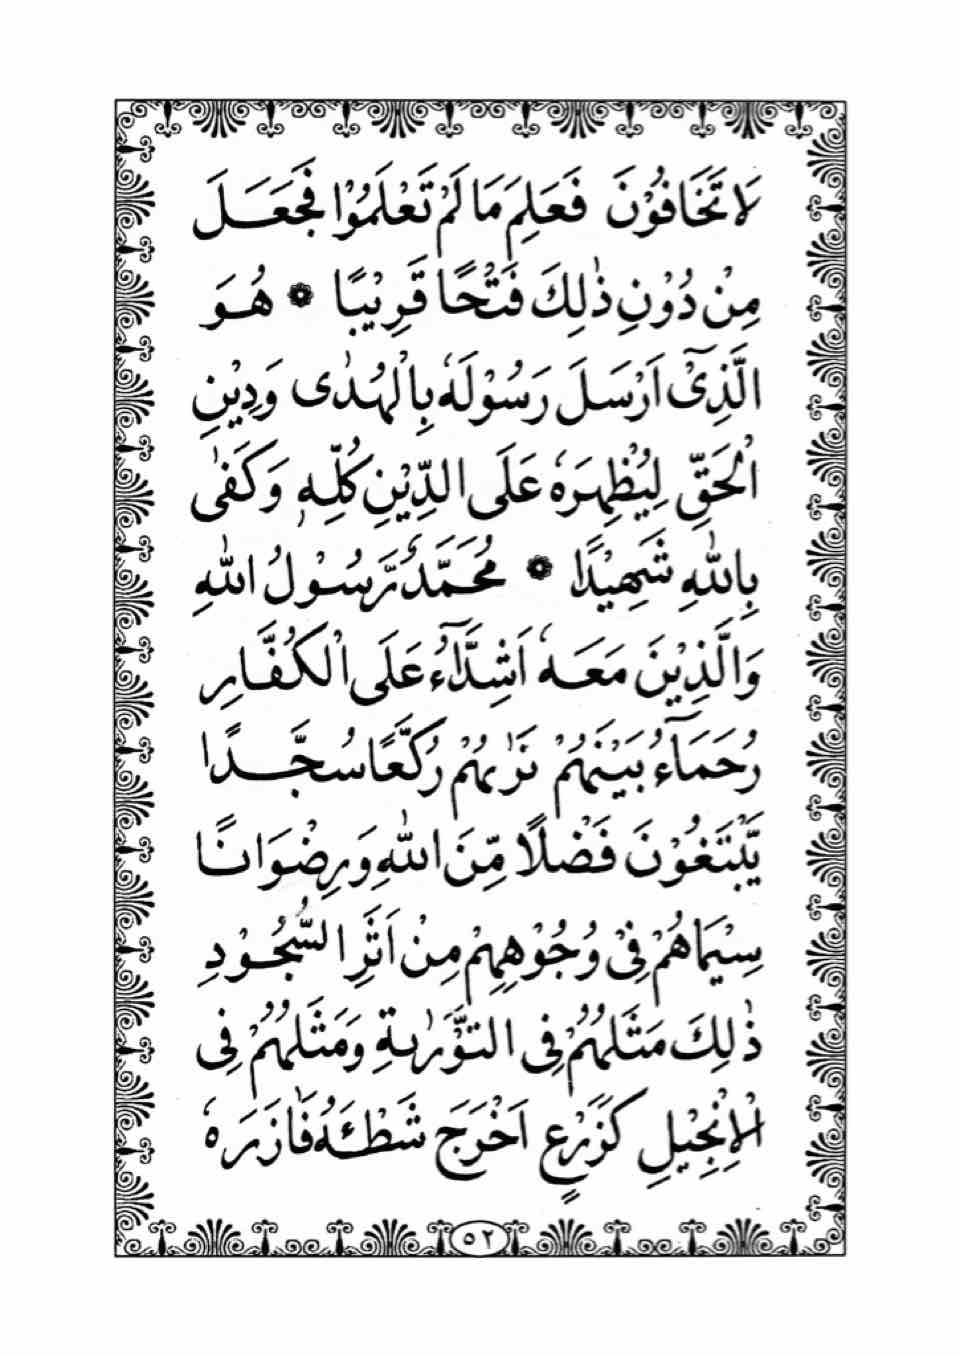 لَا تَخَافُوْنَ فَعَلِمَ مَا لَمْ تَعْلَمُوْا فَجَعَلَ
مِنْ دُوْنِ ذٰلِكَ فَتْحًا قَرِيْبًا ۞ هُوَ
الَّذِىْٓ اَرْسَلَ رَسُوْلَهٗ بِالْهُدٰى وَدِيْنِ
الْحَقِّ لِيُظْهِرَهٗ عَلَى الدِّيْنِ كُلِّهٖ وَكَفٰى
بِاللّٰهِ شَهِيْدًا ۞ مُحَمَّدٌ رَّسُوْلُ اللّٰهِ
وَالَّذِيْنَ مَعَهٗ اَشِدَّآءُ عَلَى الْكُفَّارِ
رُحَمَآءُ بَيْنَهُمْ تَرٰىهُمْ رُكَّعًا سُجَّدًا
يَّبْتَغُوْنَ فَضْلًا مِّنَ اللّٰهِ وَرِضْوَانًا
سِيْمَاهُمْ فِىْ وُجُوْهِهِمْ مِنْ اَثَرِ السُّجُوْدِ
ذٰلِكَ مَثَلُهُمْ فِى التَّوْرٰىةِ وَمَثَلُهُمْ فِى
الْاِنْجِيْلِ كَزَرْعٍ اَخْرَجَ شَطْـَٔهٗ فَاٰزَرَهٗ
٥٢